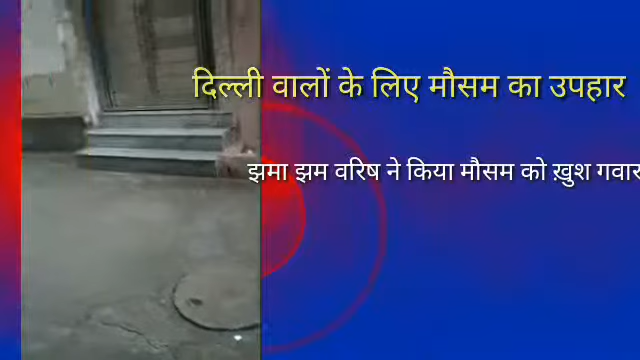 दिल्ली वालों के लिए मौसम का उपहार
झमा झम वरिष ने किया मौसम को ख़ुश गवार